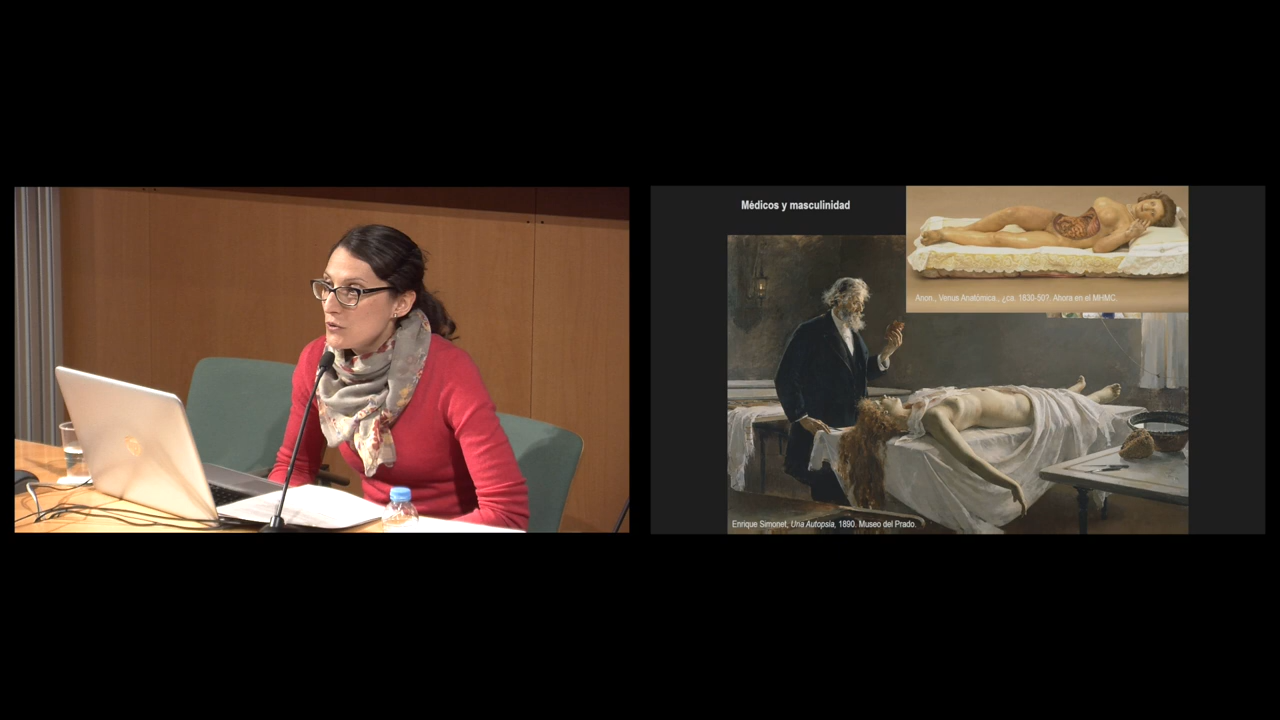 Médicos y masculinidad
Anon., Venus Anatómica., ¿ca. 1830-50?. Ahora en el MHMC.
Enrique Simonet, Una Autopsia, 1890. Museo del Prado.